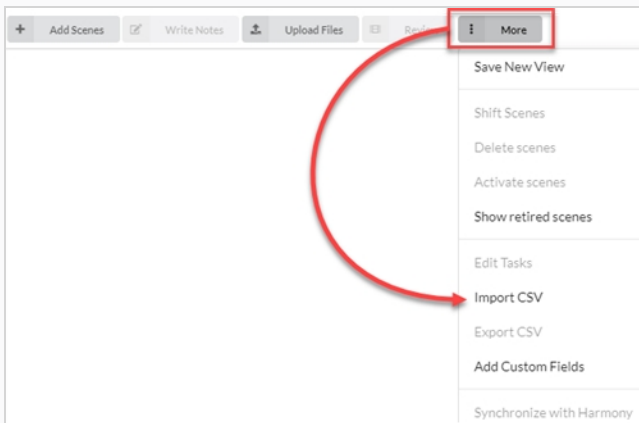 Add Scenes Write Notes Upload Files More
Save New View
Shift Scenes
Delete scenes
Activate scenes
Show retired scenes
Edit Tasks
Import CSV
Export CSV
Add Custom Fields
Synchronize with Harmony